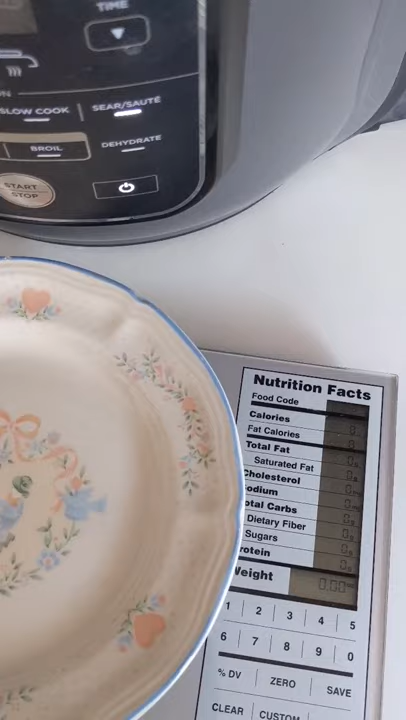 TIME
SLOW COOK
SEAR/SAUTÉ
BROIL
DEHYDRATE
START
STOP
Nutrition Facts
Food Code
Calories
Fat Calories
Total Fat
Saturated Fat
Cholesterol
odium
otal Carbs
Dietary Fiber
Sugars
rotein
Weight
0.00
1 2 3 4 5
6 7 8 9 0
% DV ZERO SAVE
CLEAR CUSTOM